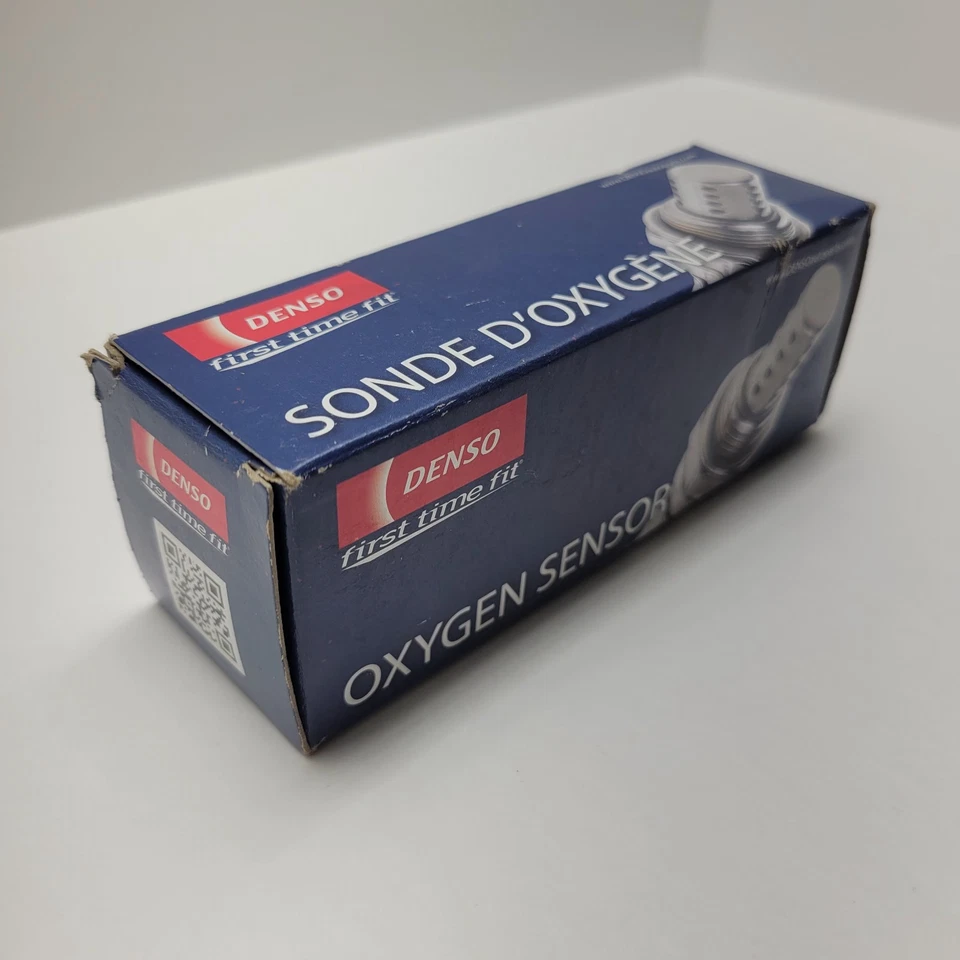 DENSO
first time fit®
SONDE D'OXYGÈNE
DENSO
first time fit®
OXYGEN SENSOR
DENSO
first time fit